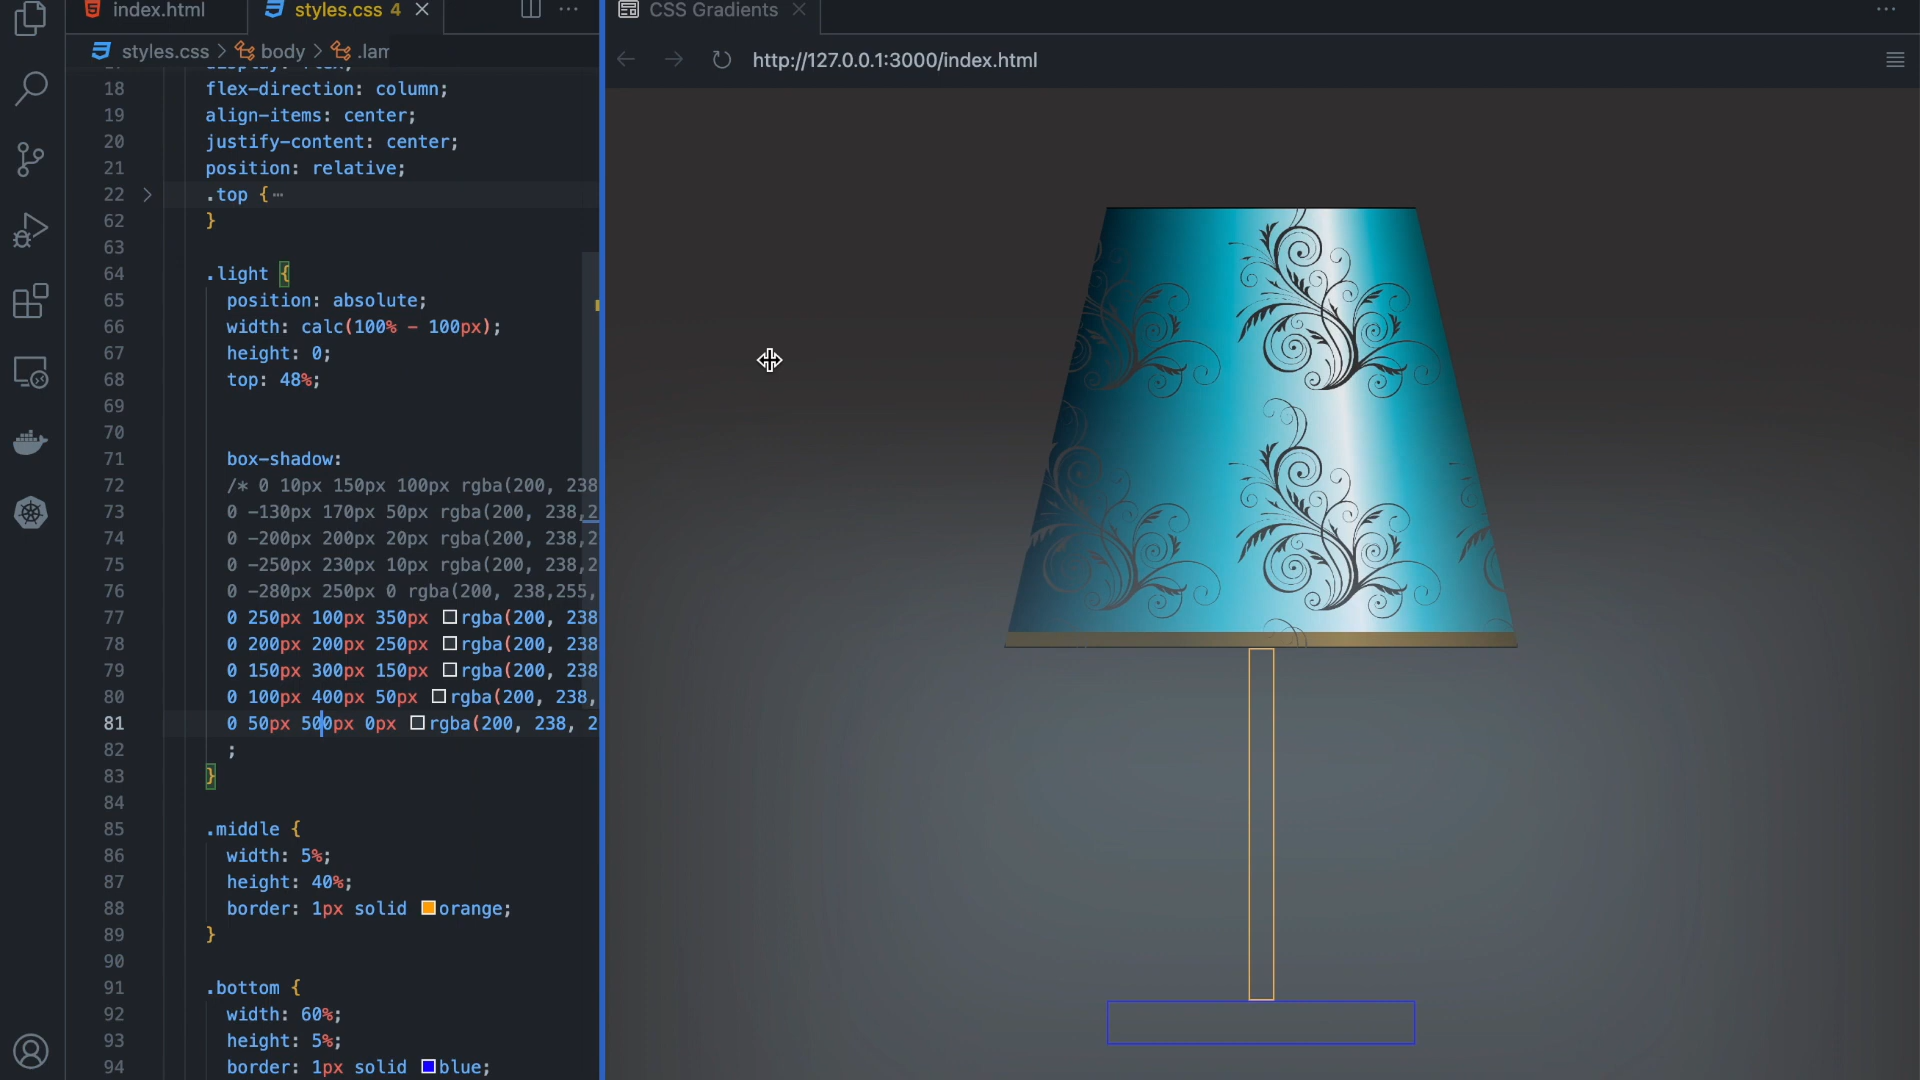 index.html
styles.css 4
CSS Gradients
styles.css > body > .lam
http://127.0.0.1:3000/index.html
18 flex-direction: column;
19 align-items: center;
20 justify-content: center;
21 position: relative;
22 .top {
62 }
63
64 .light {
65 position: absolute;
66 width: calc(100% - 100px);
67 height: 0;
68 top: 48%;
69
70
71 box-shadow:
72 /* 0 10px 150px 100px rgba(200, 238
73 0 -130px 170px 50px rgba(200, 238,2
74 0 -200px 200px 20px rgba(200, 238,2
75 0 -250px 230px 10px rgba(200, 238,2
76 0 -280px 250px 0 rgba(200, 238,255,
77 0 250px 100px 350px rgba(200, 238
78 0 200px 200px 250px rgba(200, 238
79 0 150px 300px 150px rgba(200, 238
80 0 100px 400px 50px rgba(200, 238,
81 0 50px 500px 0px rgba(200, 238, 2
82 ;
83 }
84
85 .middle {
86 width: 5%;
87 height: 40%;
88 border: 1px solid orange;
89 }
90
91 .bottom {
92 width: 60%;
93 height: 5%;
94 border: 1px solid blue;